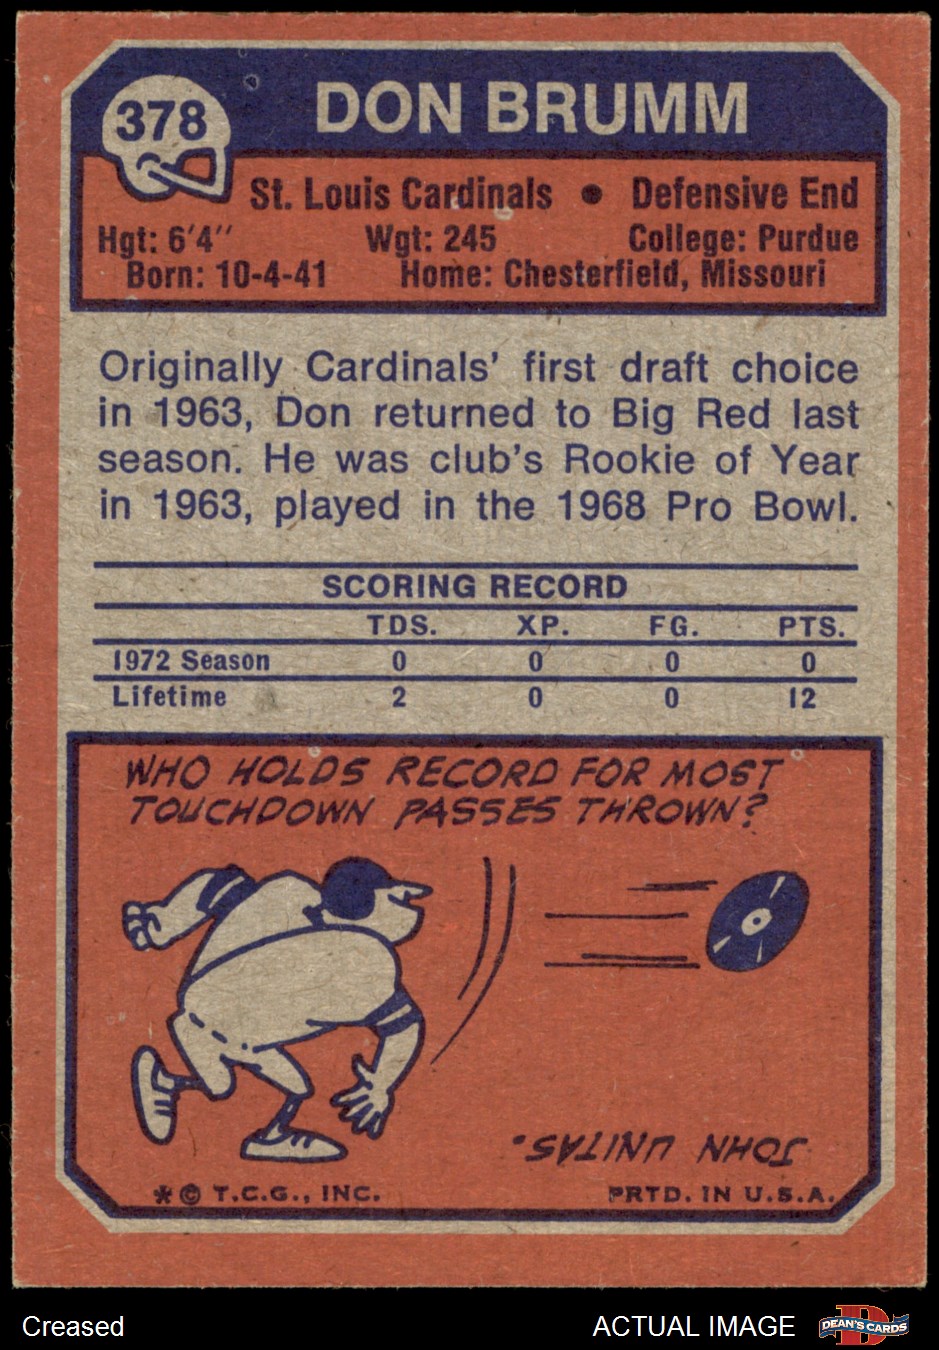 378
DON BRUMM
St. Louis Cardinals • Defensive End
Hgt: 6'4" Wgt: 245 College: Purdue
Born: 10-4-41 Home: Chesterfield, Missouri
Originally Cardinals' first draft choice
in 1963, Don returned to Big Red last
season. He was club's Rookie of Year
in 1963, played in the 1968 Pro Bowl.
SCORING RECORD
TDS. XP. FG. PTS.
1972 Season 0 0 0 0
Lifetime 2 0 0 12
WHO HOLDS RECORD FOR MOST
TOUCHDOWN PASSES THROWN?
JOHN UNITAS.
* © T.C.G., INC. PRTD. IN U.S.A.
Creased ACTUAL IMAGE
D
DEAN'S CARDS